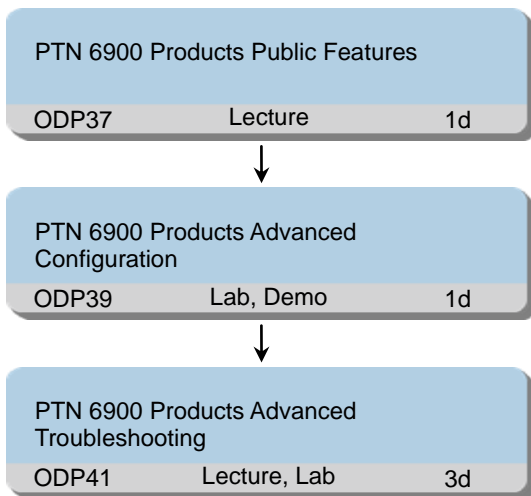 PTN 6900 Products Public Features
ODP37 Lecture 1d
PTN 6900 Products Advanced
Configuration
ODP39 Lab, Demo 1d
PTN 6900 Products Advanced
Troubleshooting
ODP41 Lecture, Lab 3d